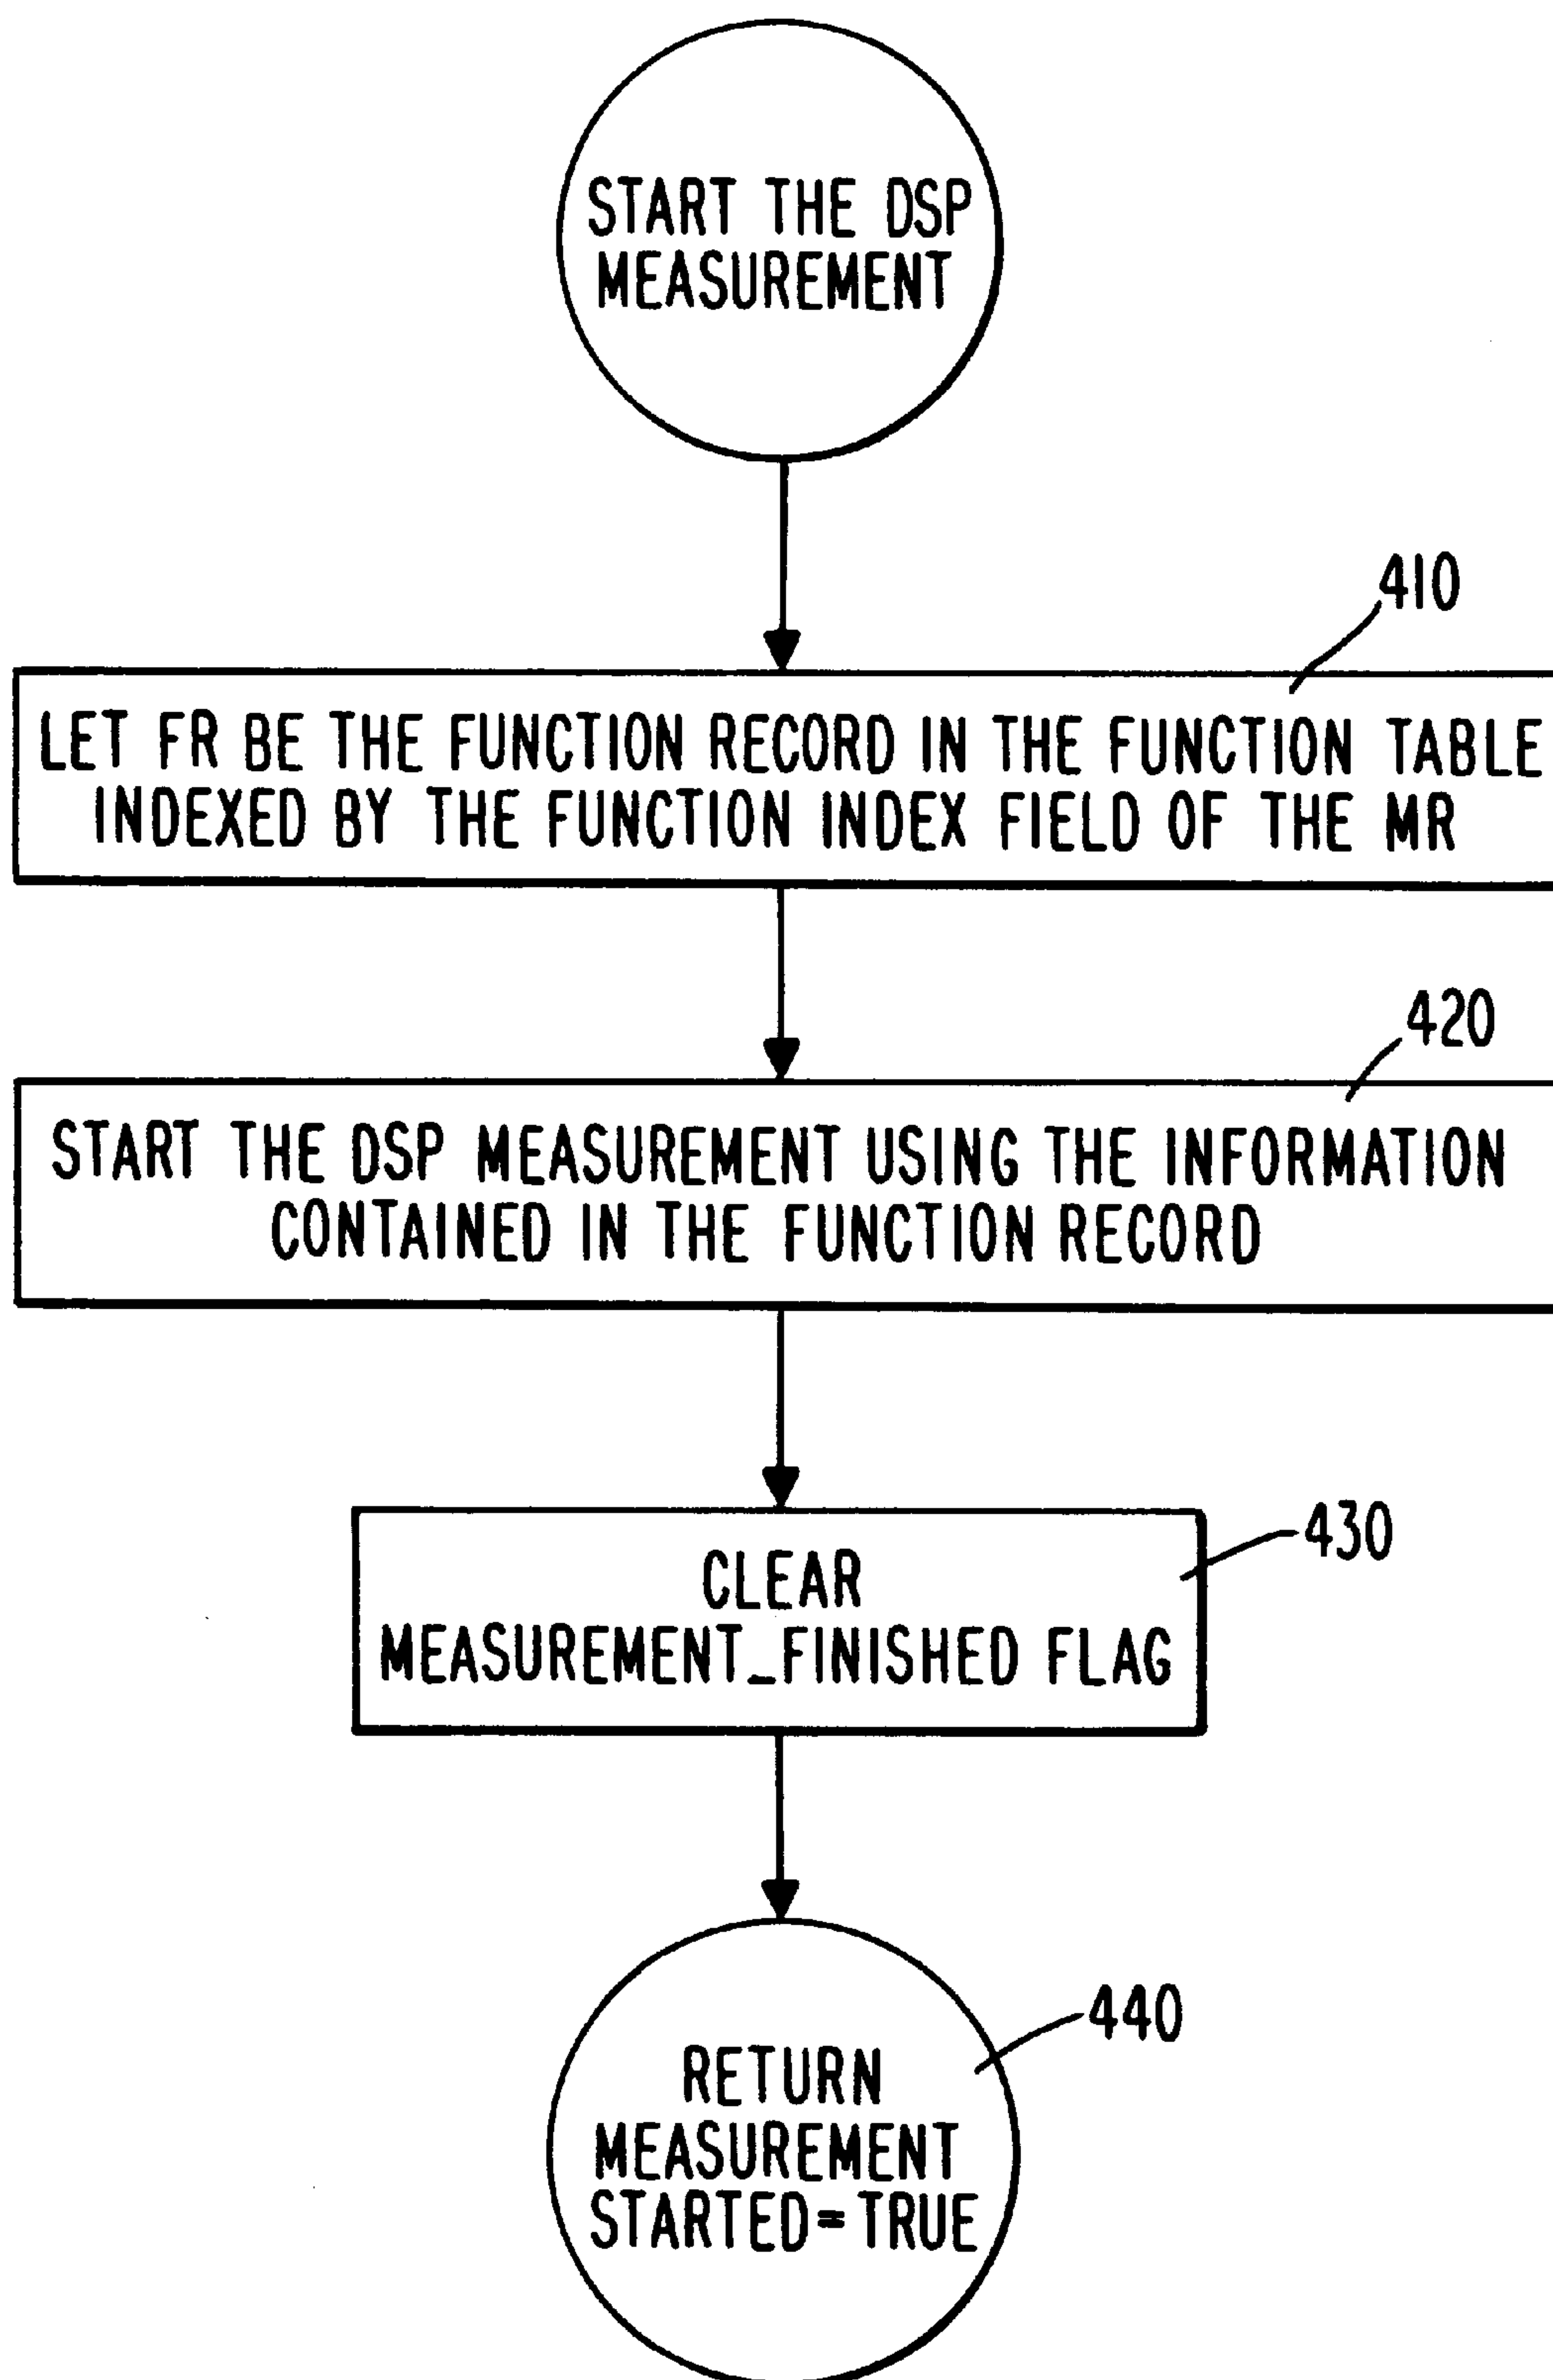 START THE DSP
MEASUREMENT
410
LET FR BE THE FUNCTION RECORD IN THE FUNCTION TABLE
INDEXED BY THE FUNCTION INDEX FIELD OF THE MR
420
START THE DSP MEASUREMENT USING THE INFORMATION
CONTAINED IN THE FUNCTION RECORD
430
CLEAR
MEASUREMENT_FINISHED FLAG
440
RETURN
MEASUREMENT
STARTED=TRUE